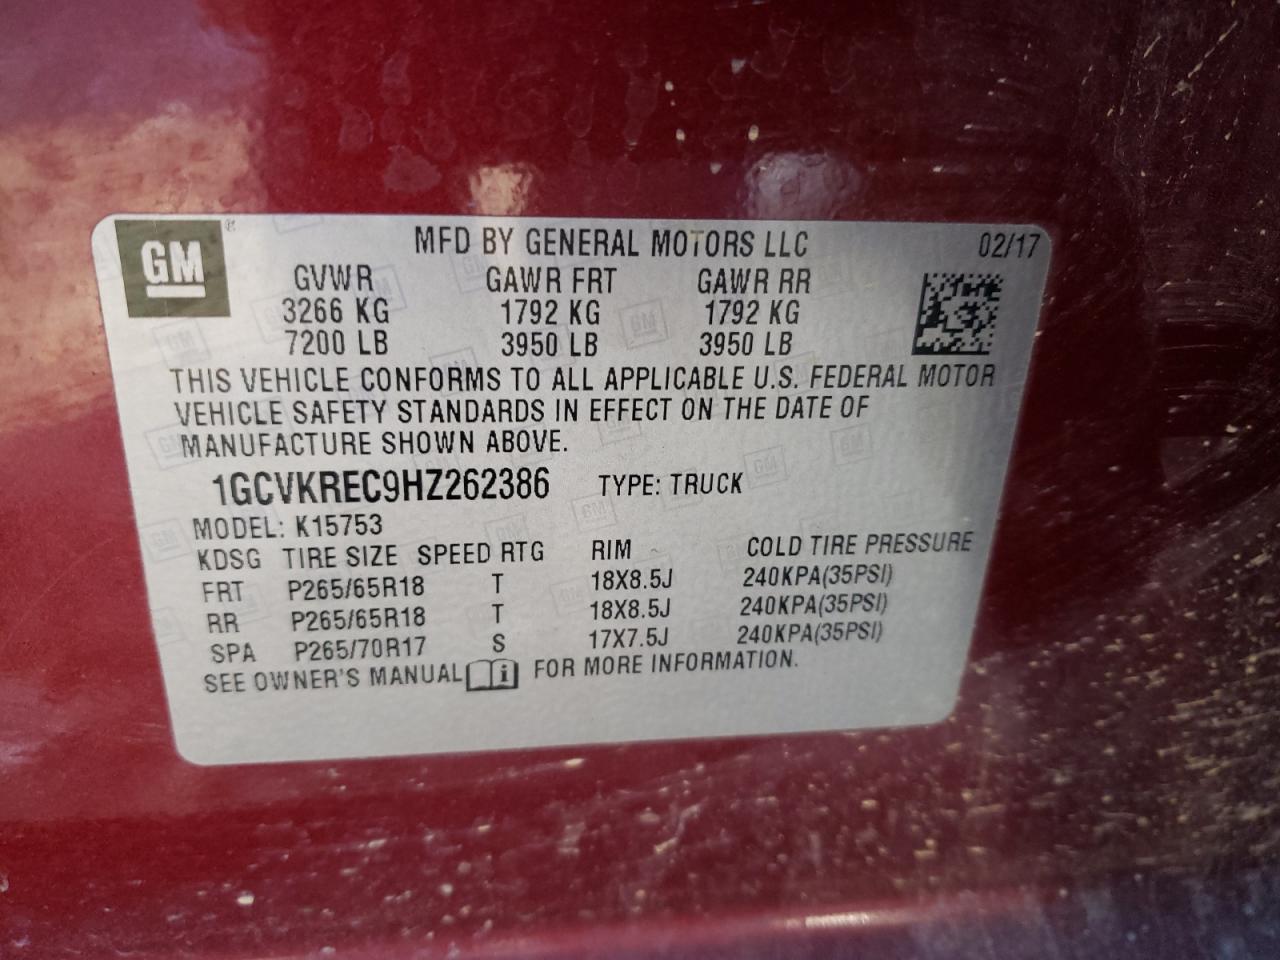 GM ® MFD BY GENERAL MOTORS LLC 02/17
GVWR GAWR FRT GAWR RR
3266 KG 1792 KG 1792 KG
7200 LB 3950 LB 3950 LB
THIS VEHICLE CONFORMS TO ALL APPLICABLE U.S. FEDERAL MOTOR
VEHICLE SAFETY STANDARDS IN EFFECT ON THE DATE OF
MANUFACTURE SHOWN ABOVE.
1GCVKREC9HZ262386 TYPE: TRUCK
MODEL: K15753
KDSG TIRE SIZE SPEED RTG RIM COLD TIRE PRESSURE
FRT P265/65R18 T 18X8.5J 240KPA(35PSI)
RR P265/65R18 T 18X8.5J 240KPA(35PSI)
SPA P265/70R17 S 17X7.5J 240KPA(35PSI)
SEE OWNER'S MANUAL i FOR MORE INFORMATION.